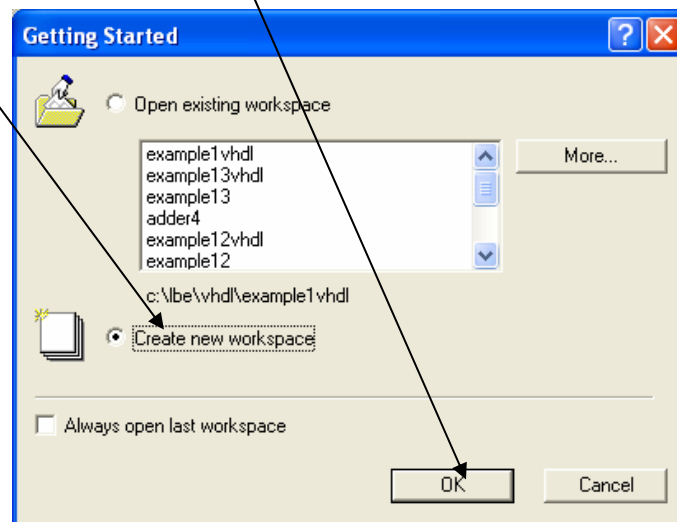 Getting Started
Open existing workspace
example1vhdl
More...
example13vhdl
example13
adder4
example12vhdl
example12
c:\lbe\vhdl\example1vhdl
Create new workspace
Always open last workspace
OK
Cancel